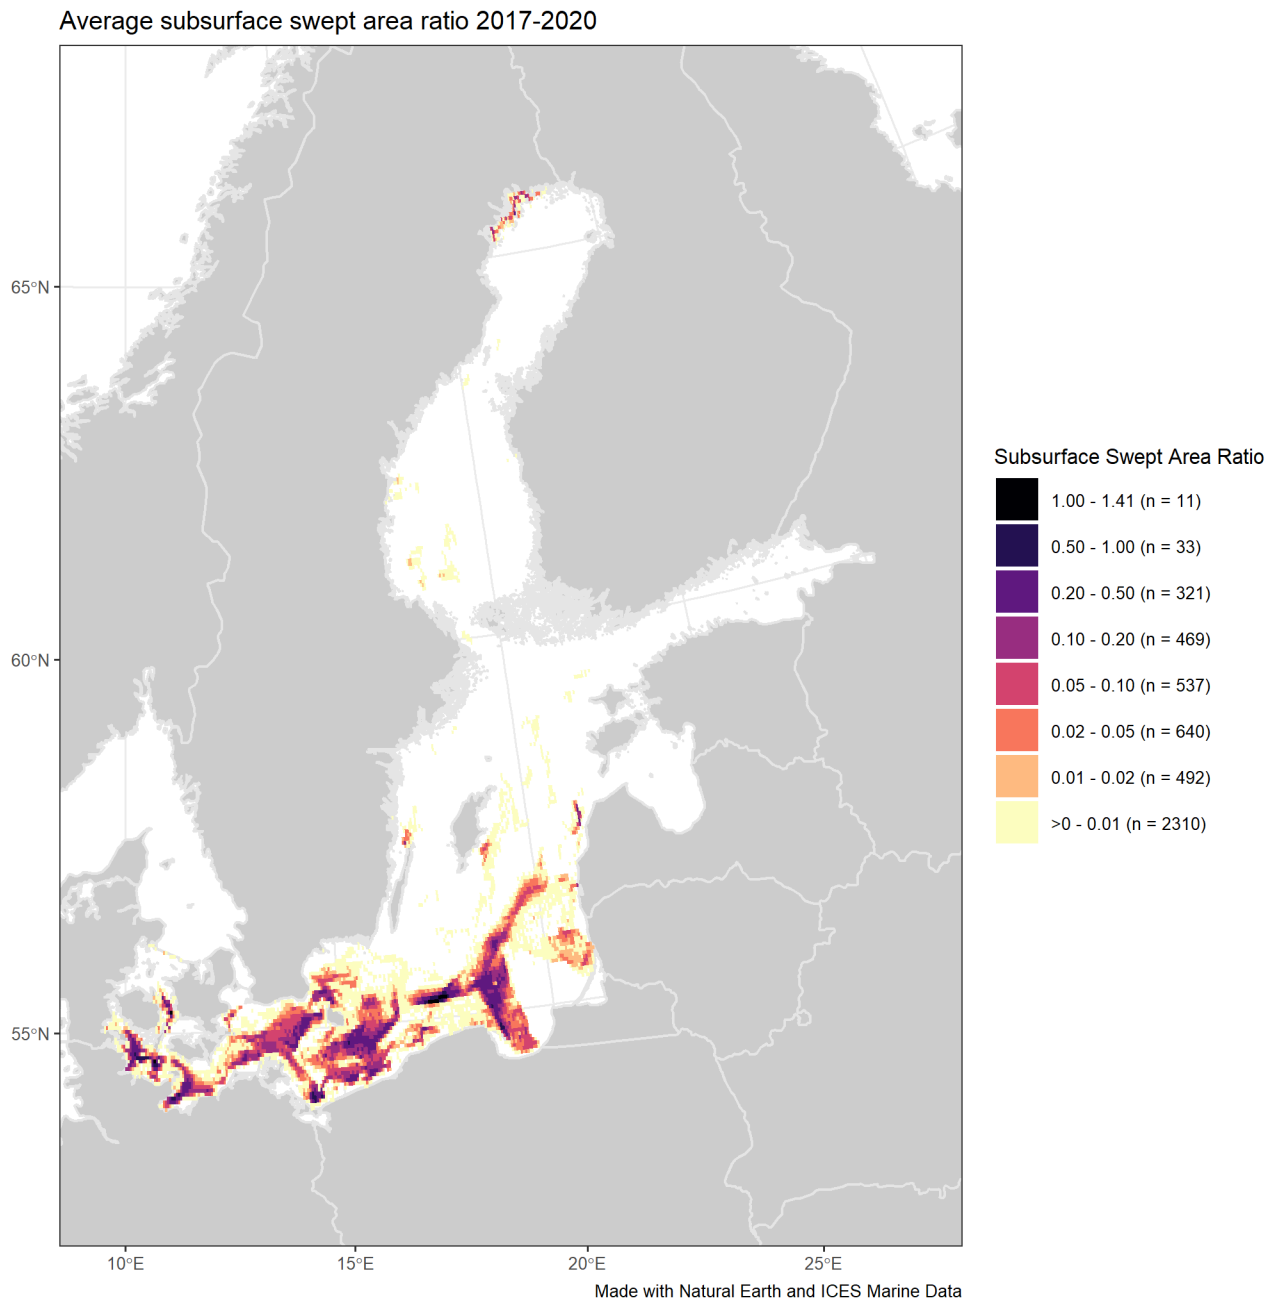 Average subsurface swept area ratio 2017-2020
65°N
60°N
55°N
10°E
15°E
20°E
25°E
Subsurface Swept Area Ratio
1.00 - 1.41 (n = 11)
0.50 - 1.00 (n = 33)
0.20 - 0.50 (n = 321)
0.10 - 0.20 (n = 469)
0.05 - 0.10 (n = 537)
0.02 - 0.05 (n = 640)
0.01 - 0.02 (n = 492)
>0 - 0.01 (n = 2310)
Made with Natural Earth and ICES Marine Data